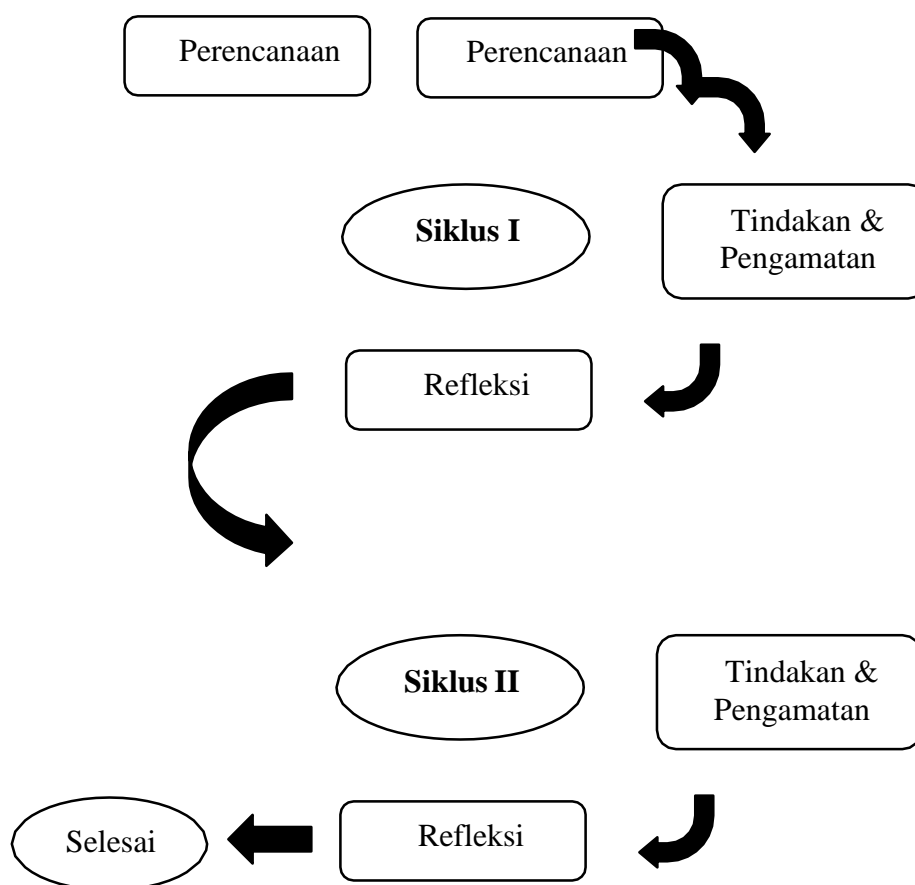 Perencanaan
Perencanaan
Siklus I
Tindakan &
Pengamatan
Refleksi
Siklus II
Tindakan &
Pengamatan
Refleksi
Selesai